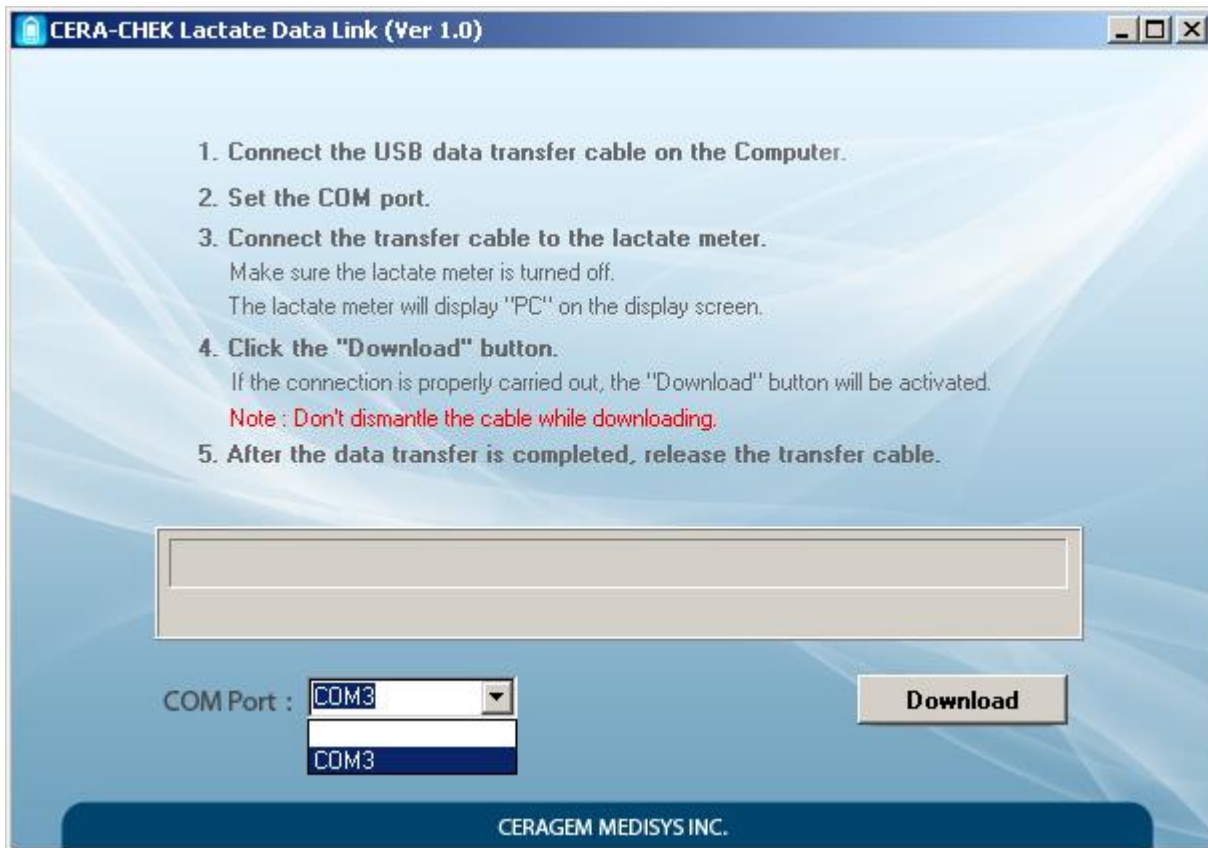 CERA-CHEK Lactate Data Link (Ver 1.0)
1. Connect the USB data transfer cable on the Computer.
2. Set the COM port.
3. Connect the transfer cable to the lactate meter.
Make sure the lactate meter is turned off.
The lactate meter will display "PC" on the display screen.
4. Click the "Download" button.
If the connection is properly carried out, the "Download" button will be activated.
Note : Don't dismantle the cable while downloading.
5. After the data transfer is completed, release the transfer cable.
COM Port : COM3
Download
COM3
CERAGEM MEDISYS INC.